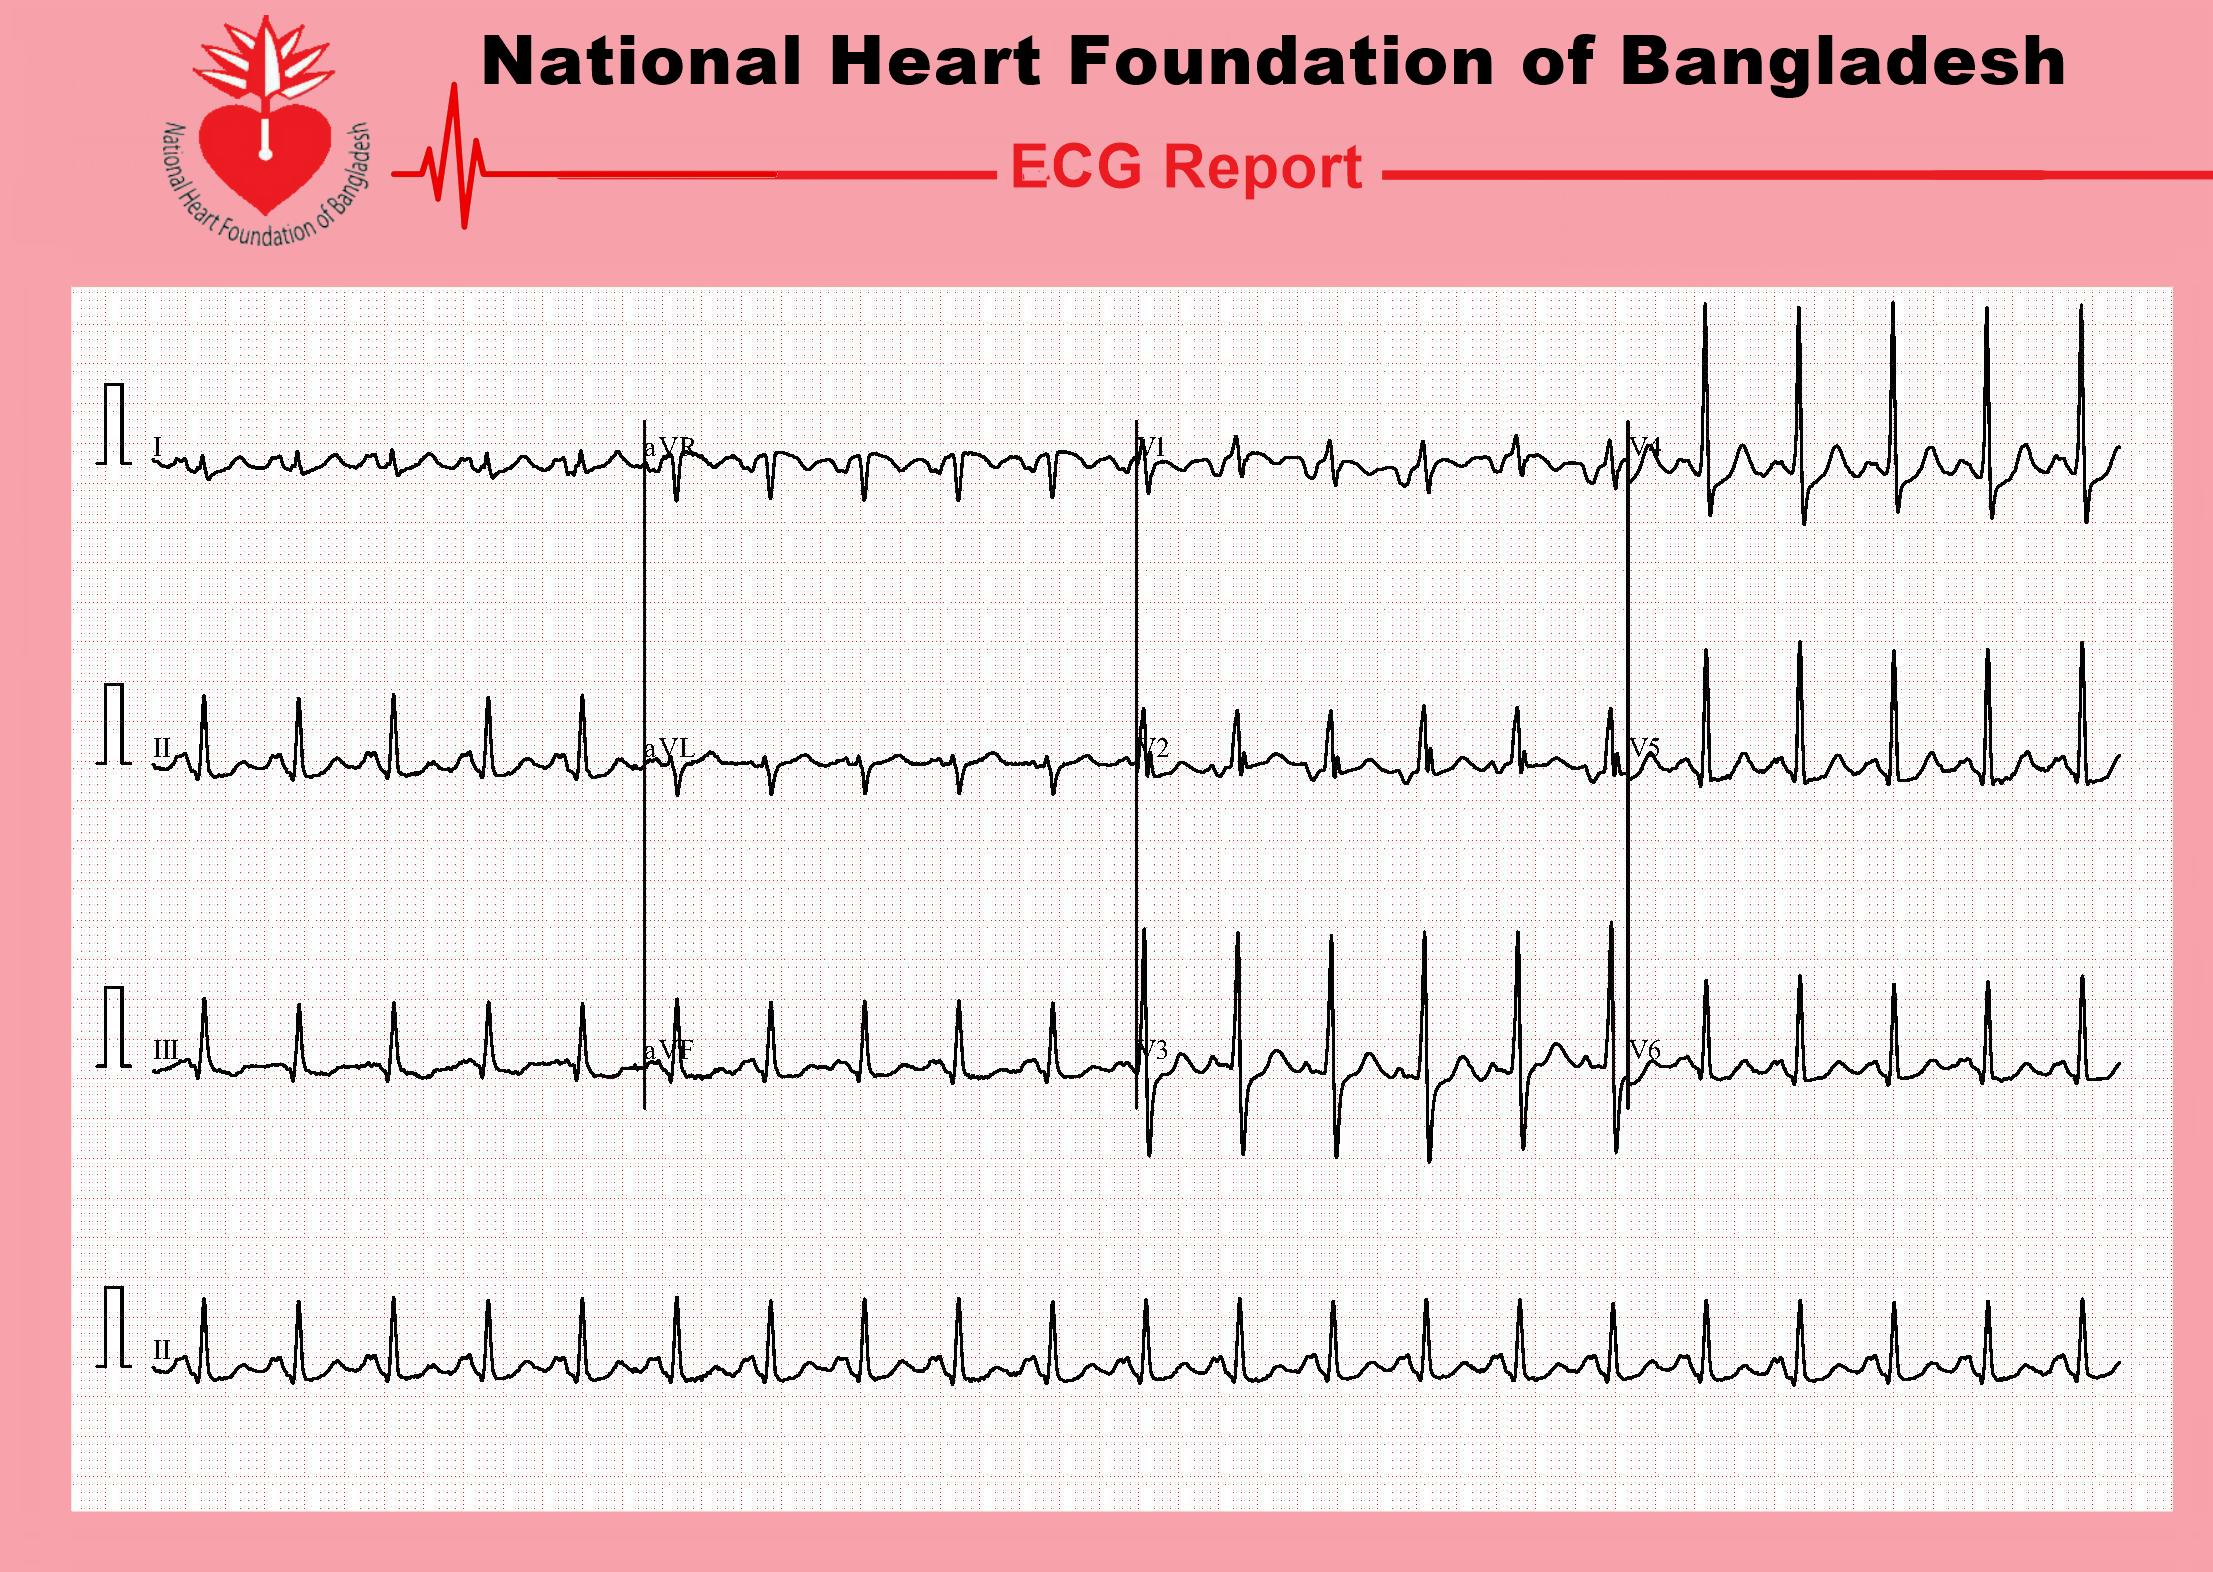 National Heart Foundation of Bangladesh
National Heart Foundation of Bangladesh
ECG Report
I aVR V1 V4
II aVL V2 V5
III aVF V3 V6
II